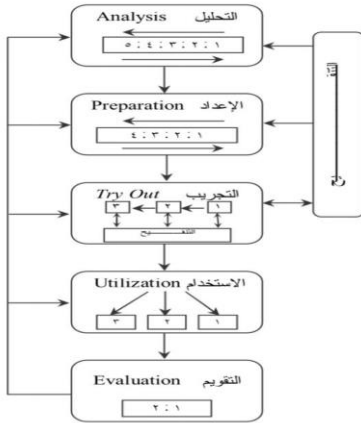 Analysis التحليل
٥ : ٤ : ٣ : ٢ : ١
Preparation الإعداد
٤ : ٣ : ٢ : ١
Try Out التجريب
٣ ٢ ١
التنقـــــــيح
Utilization الاستخدام
٣ ٢ ١
Evaluation التقويم
٢ : ١